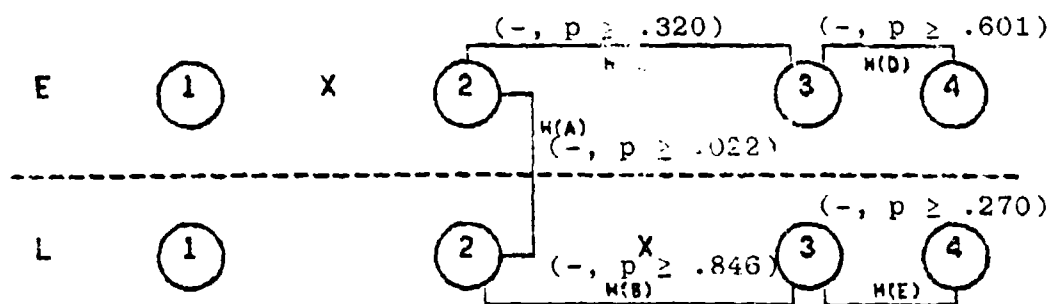 (-, p ≥ .320) (-, p ≥ .601)
E 1 X 2 H 3 H(D) 4
H(A)
(-, p ≥ .022)
(-, p ≥ .270)
L 1 2 X 3 4
(-, p ≥ .846)
H(B) H(E)